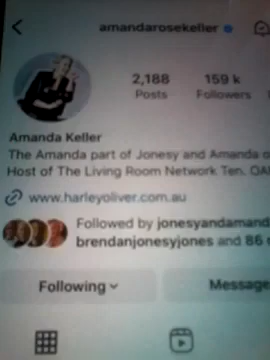 amandarosekeller
2,188
159 k
Posts
Followers
Amanda Keller
The Amanda part of Jonesy and Amanda
Host of The Living Room Network Ten.
www.harleyoliver.com.au
Followed by jonesyandamand
brendanjonesyjones and 86
Following
Message